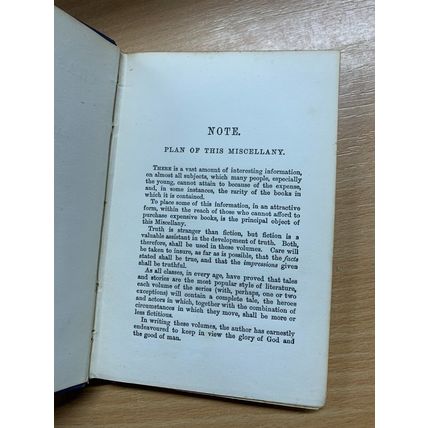 NOTE.
PLAN OF THIS MISCELLANY.
THERE is a vast amount of interesting information,
on almost all subjects, which many people, especially
the young, cannot attain to because of the expense,
and, in some instances, the rarity of the books in
which it is contained.
To place some of this information, in an attractive
form, within the reach of those who cannot afford to
purchase expensive books, is the principal object of
this Miscellany.
Truth is stranger than fiction, but fiction is a
valuable assistant in the development of truth. Both,
therefore, shall be used in these volumes. Care will
be taken to insure, as far as is possible, that the facts
stated shall be true, and that the impressions given
shall be truthful.
As all classes, in every age, have proved that tales
and stories are the most popular style of literature,
each volume of the series (with, perhaps, one or two
exceptions) will contain a complete tale, the heroes
and actors in which, together with the combination of
circumstances in which they move, shall be more or
less fictitious.
In writing these volumes, the author has earnestly
endeavoured to keep in view the glory of God and
the good of man.